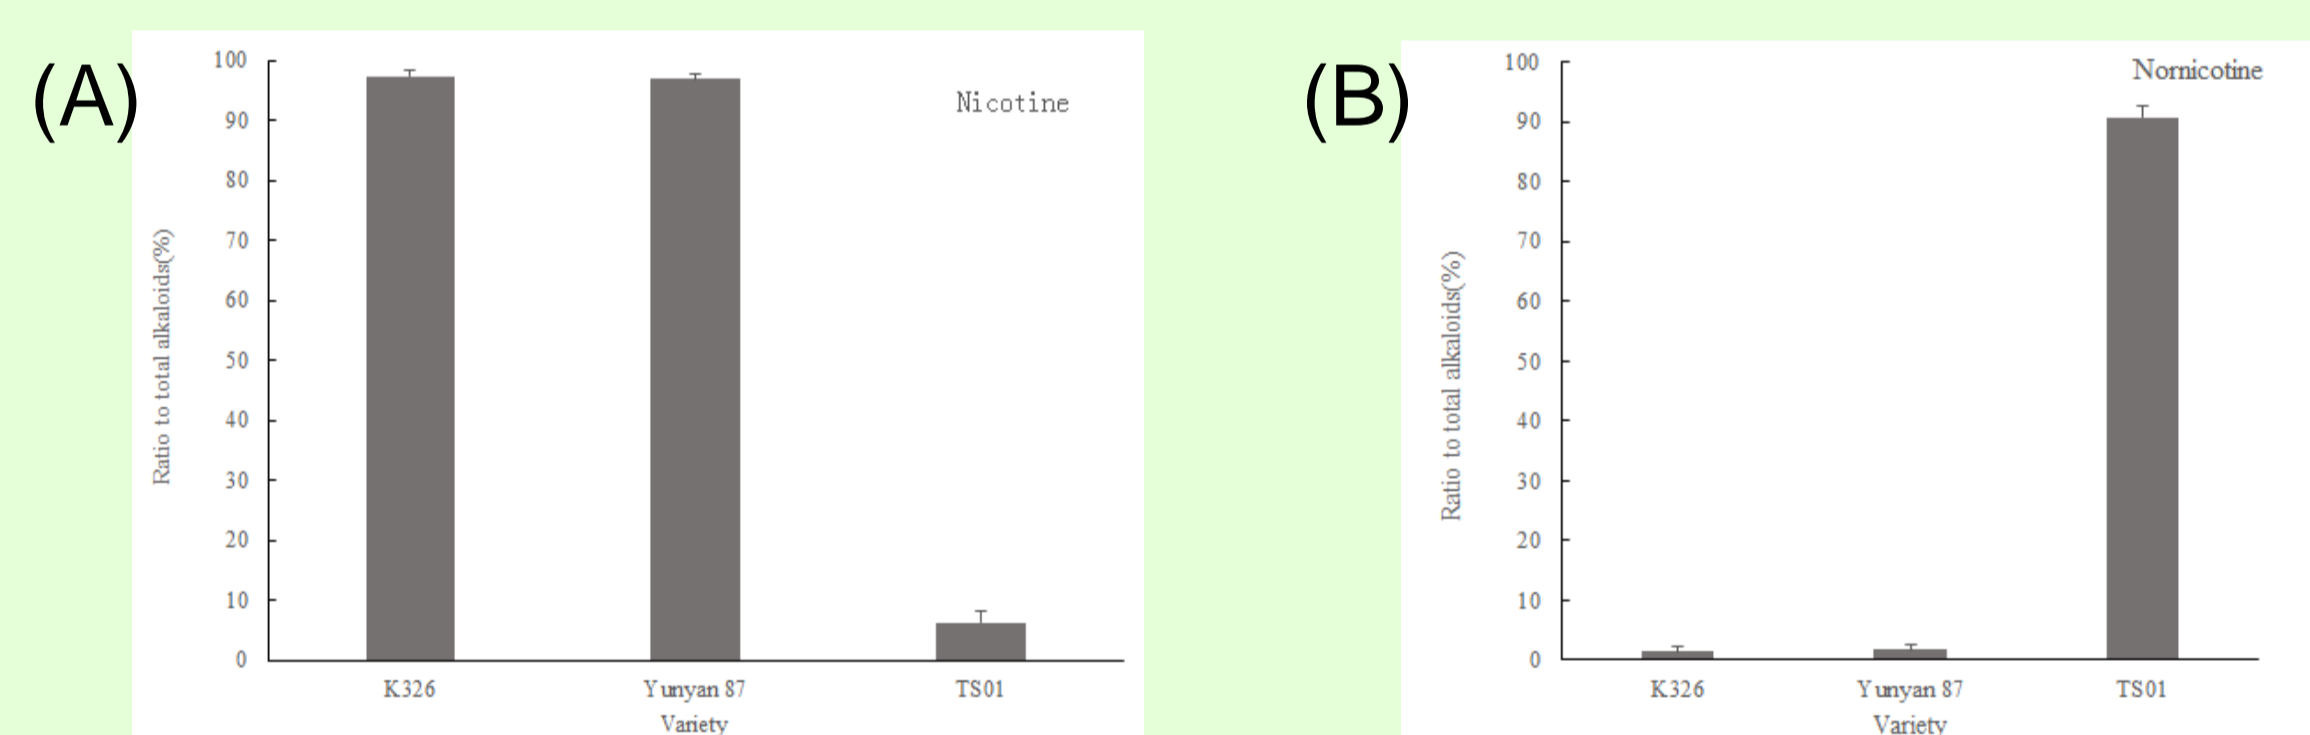 (A)
Nicotine
Ratio to total alkaloids(%)
100
90
80
70
60
50
40
30
20
10
0
K326 Yunyan 87 TS01
Variety
(B)
Nornicotine
Ratio to total alkaloids(%)
100
90
80
70
60
50
40
30
20
10
0
K326 Yunyan 87 TS01
Variety